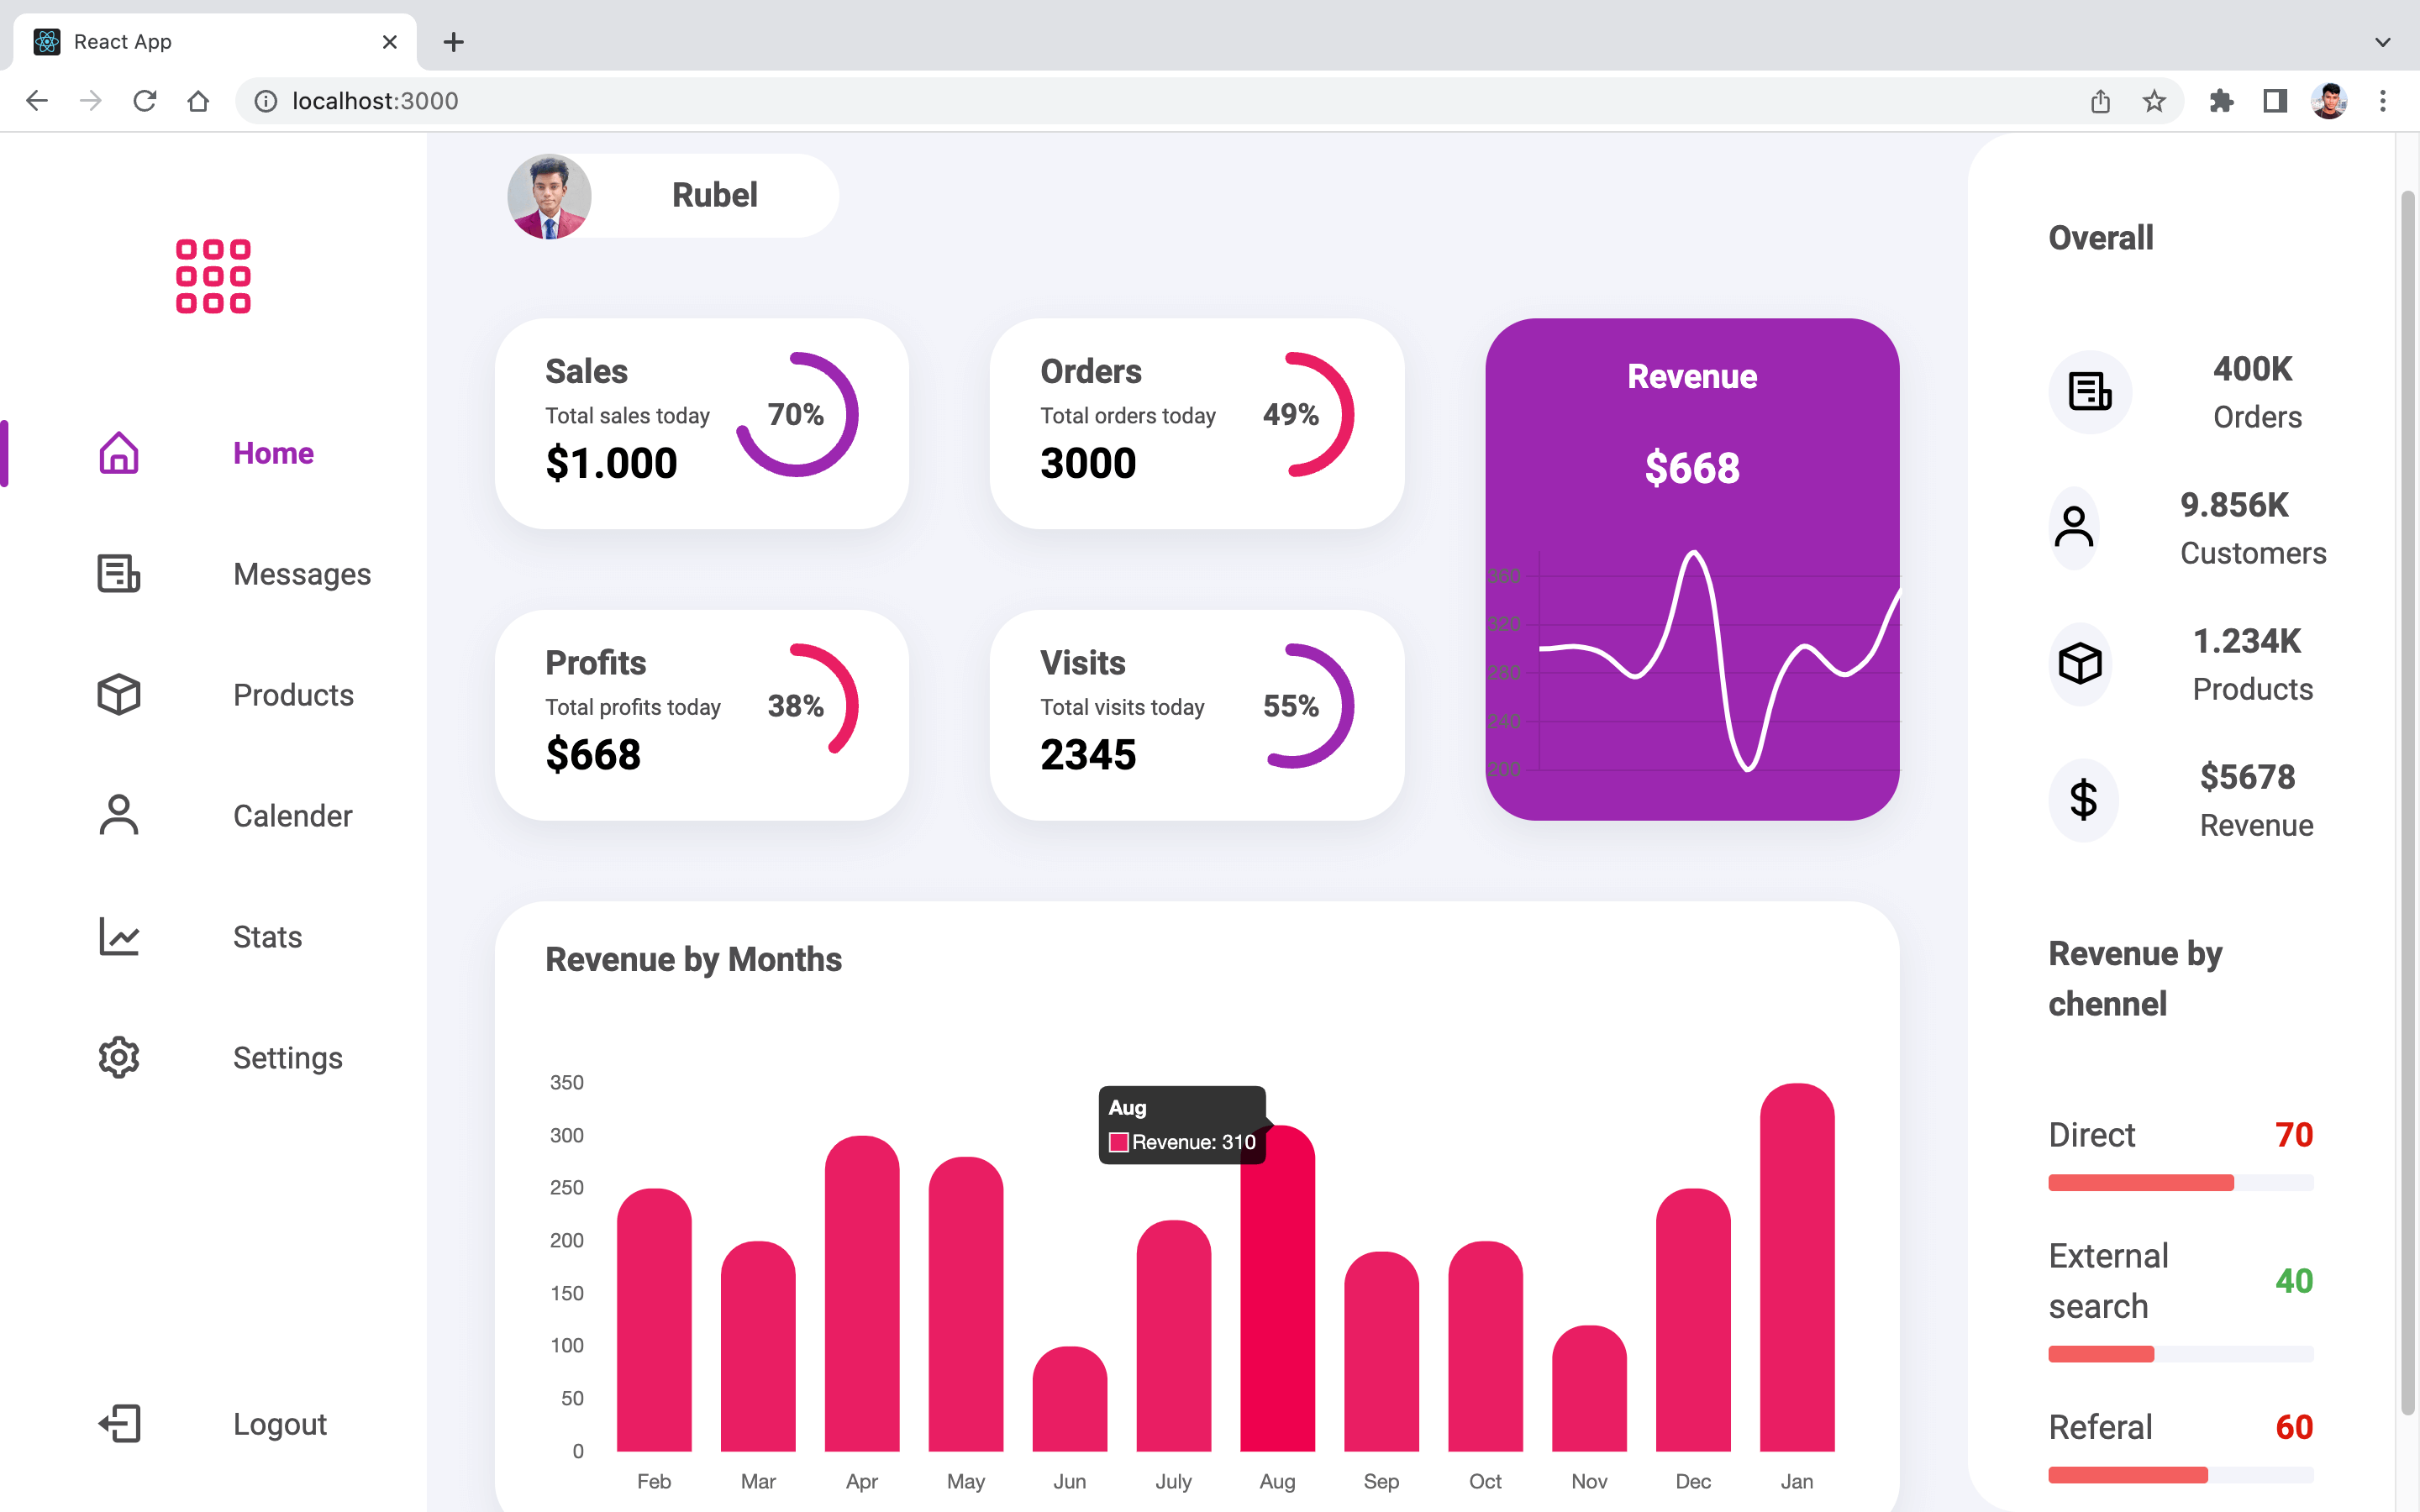 React App
localhost:3000
Rubel
Home
Messages
Products
Calender
Stats
Settings
Logout
Sales
Total sales today
$1.000
70%
Orders
Total orders today
3000
49%
Profits
Total profits today
$668
38%
Visits
Total visits today
2345
55%
Revenue
$668
360
320
280
240
200
Revenue by Months
350
300
250
200
150
100
50
0
Aug
Revenue: 310
Feb Mar Apr May Jun July Aug Sep Oct Nov Dec Jan
Overall
400K
Orders
9.856K
Customers
1.234K
Products
$5678
Revenue
Revenue by
chennel
Direct 70
External
search
40
Referal 60